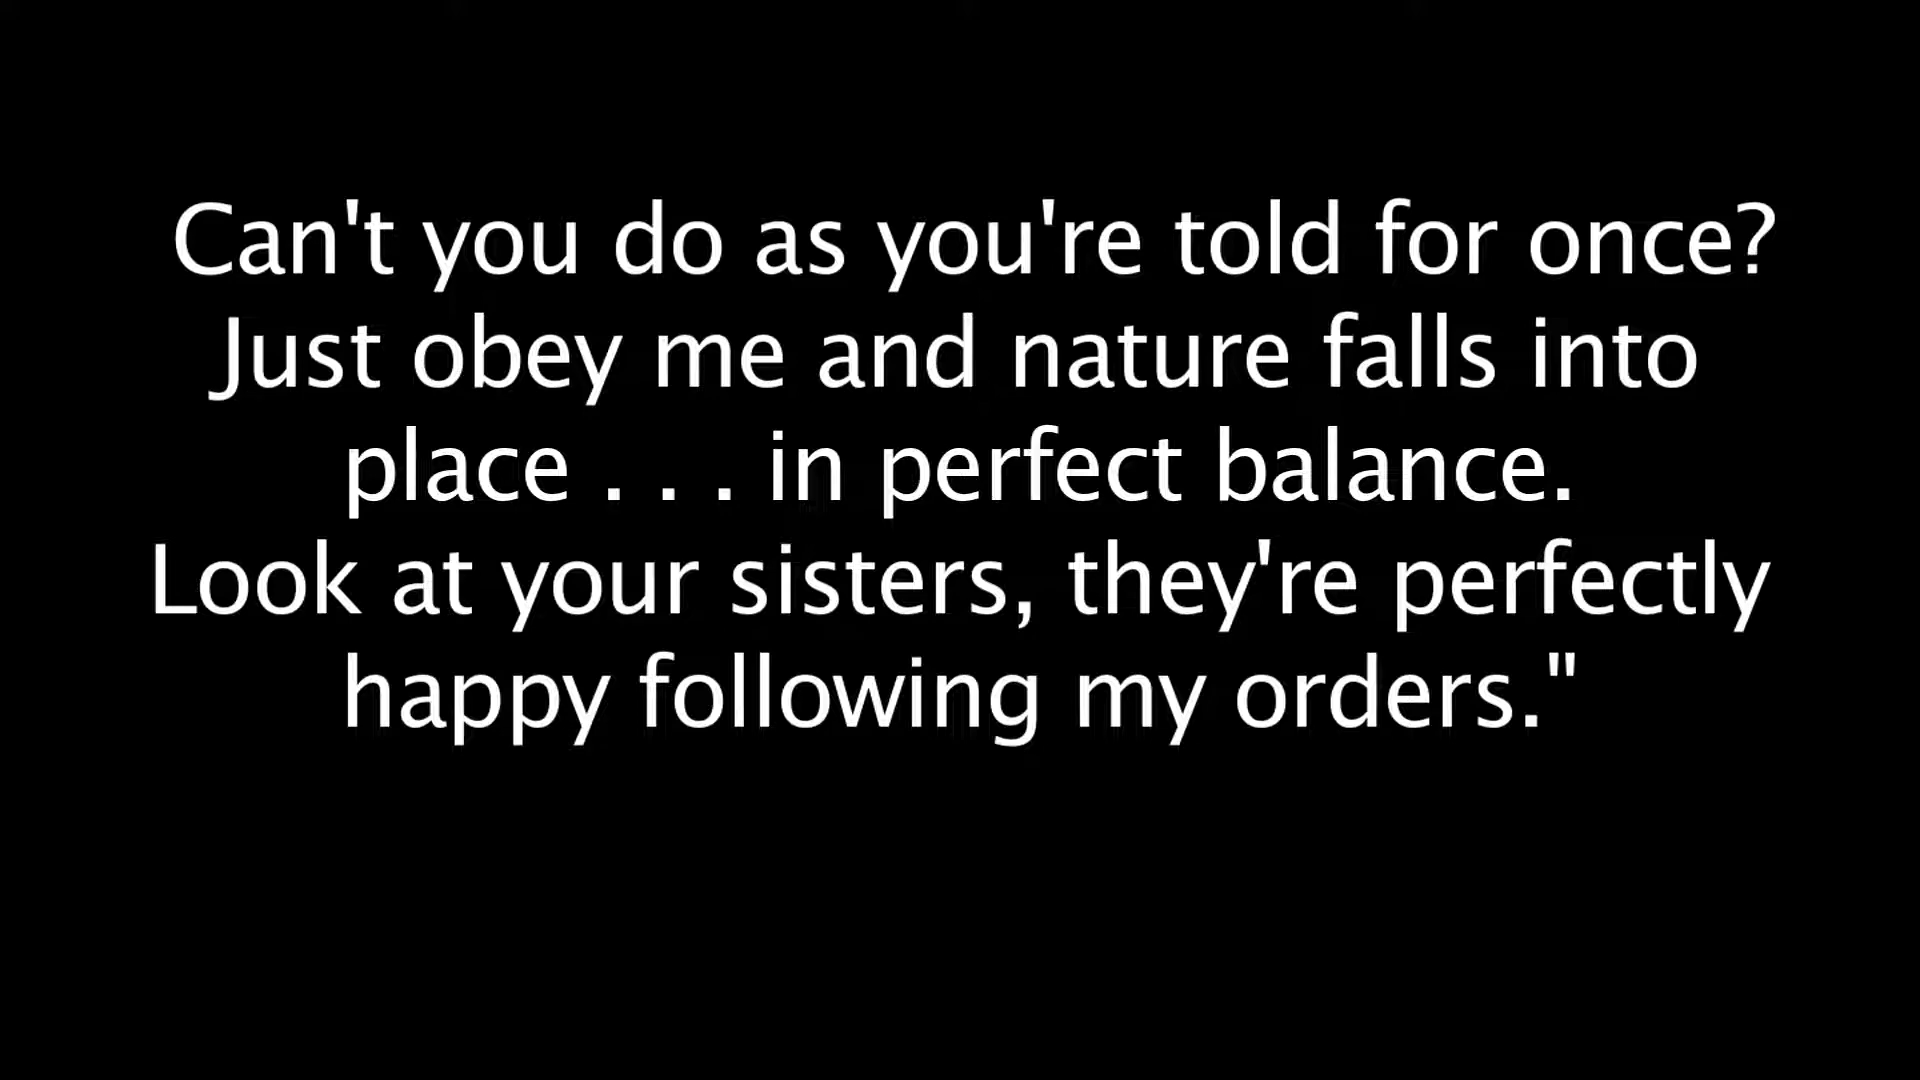 Can't you do as you're told for once?
Just obey me and nature falls into
place . . . in perfect balance.
Look at your sisters, they're perfectly
happy following my orders."